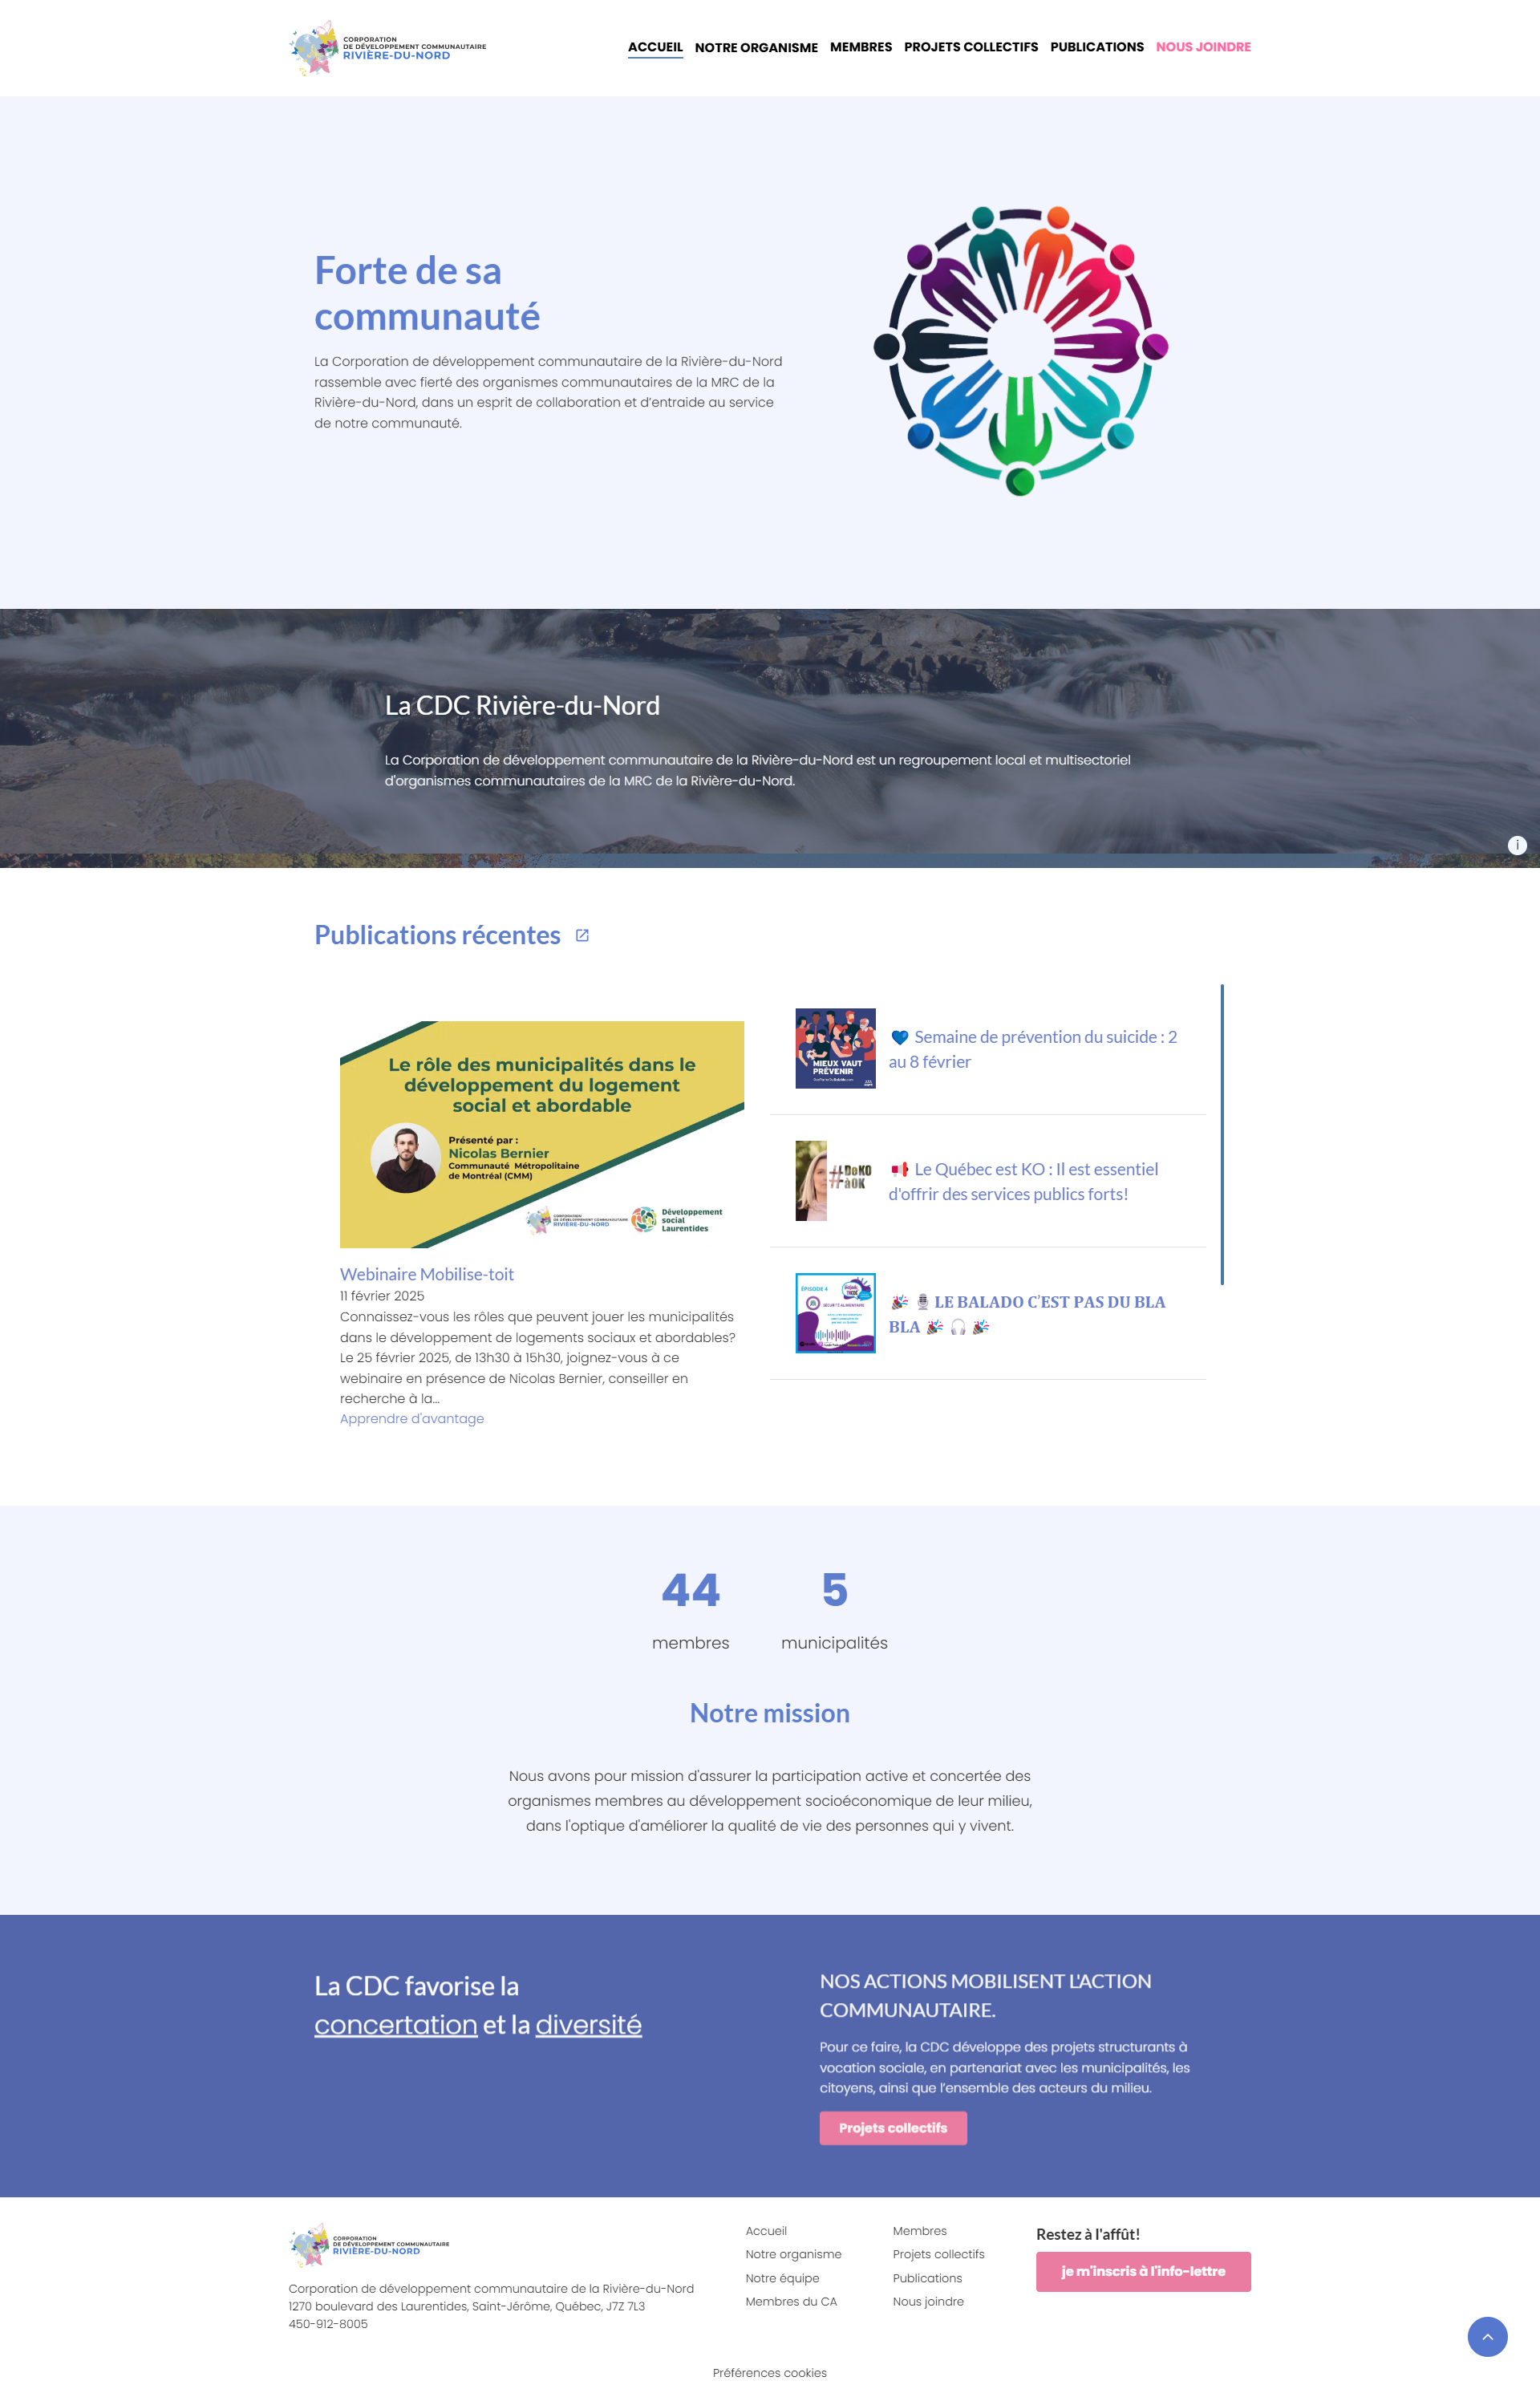 CORPORATION
DE DÉVELOPPEMENT COMMUNAUTAIRE
RIVIÈRE-DU-NORD
ACCUEIL NOTRE ORGANISME MEMBRES PROJETS COLLECTIFS PUBLICATIONS NOUS JOINDRE
Forte de sa
communauté
La Corporation de développement communautaire de la Rivière-du-Nord
rassemble avec fierté des organismes communautaires de la MRC de la
Rivière-du-Nord, dans un esprit de collaboration et d’entraide au service
de notre communauté.
La CDC Rivière-du-Nord
La Corporation de développement communautaire de la Rivière-du-Nord est un regroupement local et multisectoriel
d'organismes communautaires de la MRC de la Rivière-du-Nord.
i
Publications récentes
Le rôle des municipalités dans le
développement du logement
social et abordable
Présenté par :
Nicolas Bernier
Communauté Métropolitaine
de Montréal (CMM)
CORPORATION
DE DÉVELOPPEMENT COMMUNAUTAIRE
RIVIÈRE-DU-NORD
Développement
social
Laurentides
Webinaire Mobilise-toit
11 février 2025
Connaissez-vous les rôles que peuvent jouer les municipalités
dans le développement de logements sociaux et abordables?
Le 25 février 2025, de 13h30 à 15h30, joignez-vous à ce
webinaire en présence de Nicolas Bernier, conseiller en
recherche à la...
Apprendre d'avantage
MIEUX VAUT
PRÉVENIR
💙 Semaine de prévention du suicide : 2
au 8 février
#DeKO
àOK
📢 Le Québec est KO : Il est essentiel
d'offrir des services publics forts!
ÉPISODE 4
SÉCURITÉ ALIMENTAIRE
🎉 🎙️LE BALADO C’EST PAS DU BLA
BLA 🎉 🎧 🎉
44
membres
5
municipalités
Notre mission
Nous avons pour mission d'assurer la participation active et concertée des
organismes membres au développement socioéconomique de leur milieu,
dans l'optique d'améliorer la qualité de vie des personnes qui y vivent.
La CDC favorise la
concertation et la diversité
NOS ACTIONS MOBILISENT L'ACTION
COMMUNAUTAIRE.
Pour ce faire, la CDC développe des projets structurants à
vocation sociale, en partenariat avec les municipalités, les
citoyens, ainsi que l’ensemble des acteurs du milieu.
Projets collectifs
CORPORATION
DE DÉVELOPPEMENT COMMUNAUTAIRE
RIVIÈRE-DU-NORD
Corporation de développement communautaire de la Rivière-du-Nord
1270 boulevard des Laurentides, Saint-Jérôme, Québec, J7Z 7L3
450-912-8005
Accueil
Notre organisme
Notre équipe
Membres du CA
Membres
Projets collectifs
Publications
Nous joindre
Restez à l'affût!
je m'inscris à l'info-lettre
Préférences cookies